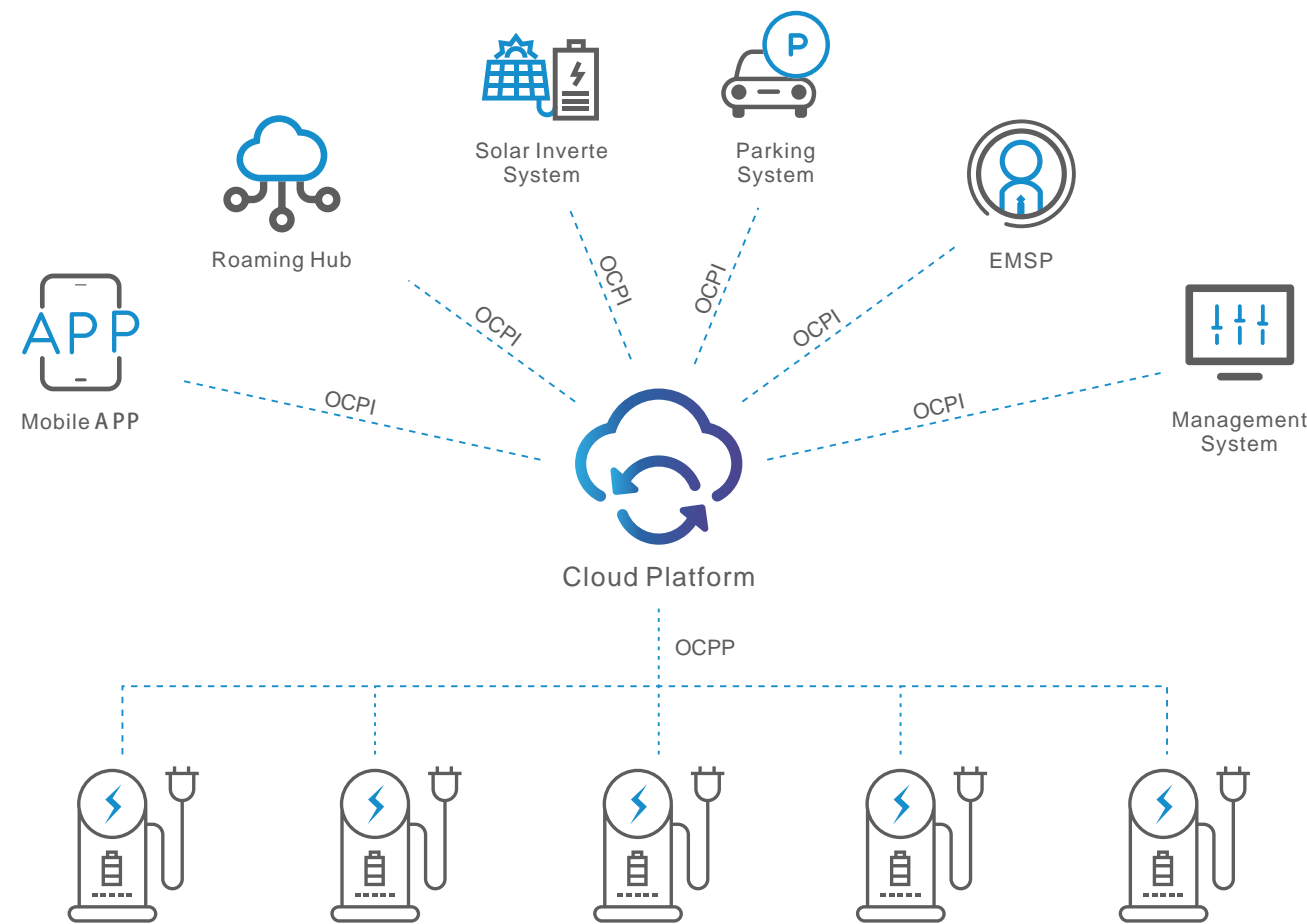 P
Solar Inverte
System
Parking
System
Roaming Hub
EMSP
APP
Mobile APP
Management
System
OCPI
OCPI
OCPI
OCPI
OCPI
OCPI
Cloud Platform
OCPP